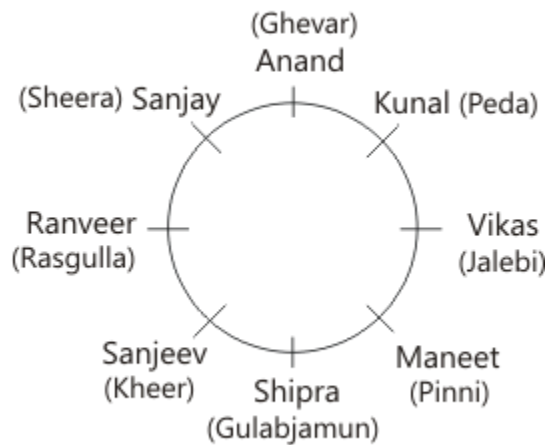 (Ghevar)
Anand
(Sheera) Sanjay
Kunal (Peda)
Ranveer
(Rasgulla)
Vikas
(Jalebi)
Sanjeev
(Kheer)
Shipra
(Gulabjamun)
Maneet
(Pinni)